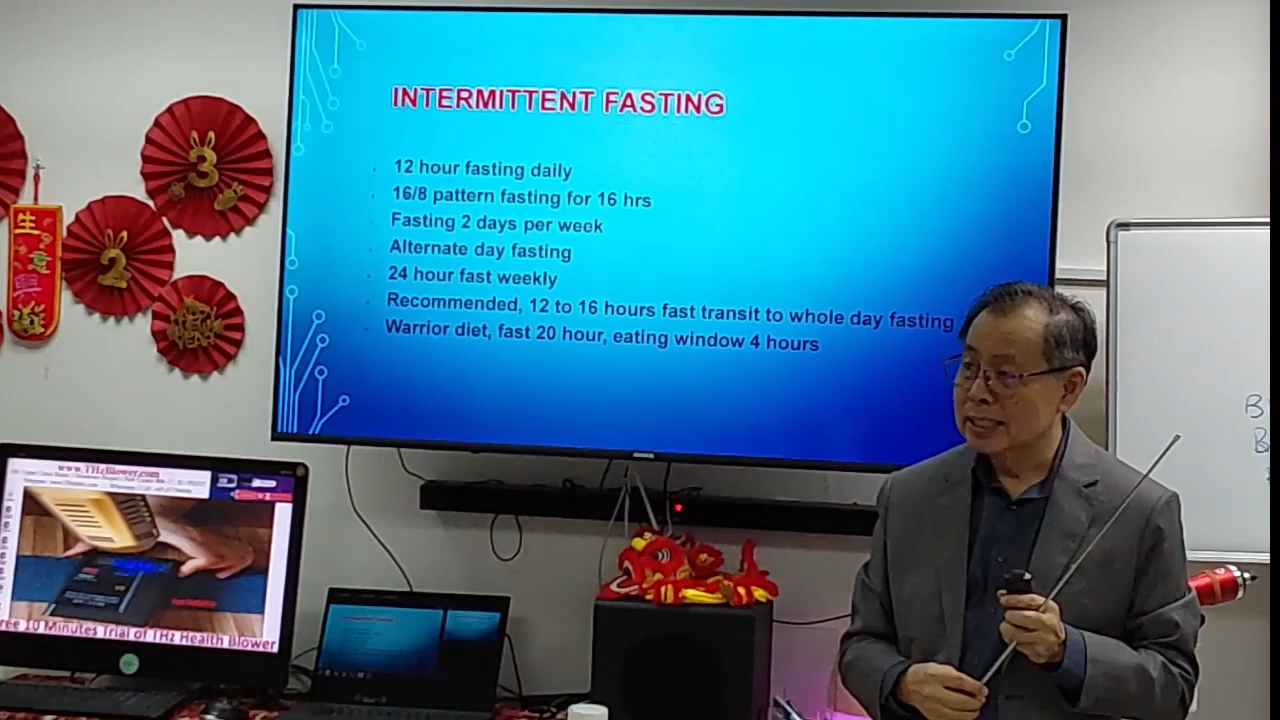 INTERMITTENT FASTING
12 hour fasting daily
16/8 pattern fasting for 16 hrs
Fasting 2 days per week
Alternate day fasting
24 hour fast weekly
Recommended, 12 to 16 hours fast transit to whole day fasting
Warrior diet, fast 20 hour, eating window 4 hours
3
2
生
YEAR
www.THzBlower.com
ree 10 Minutes Trial of THz Health Blower
B
B